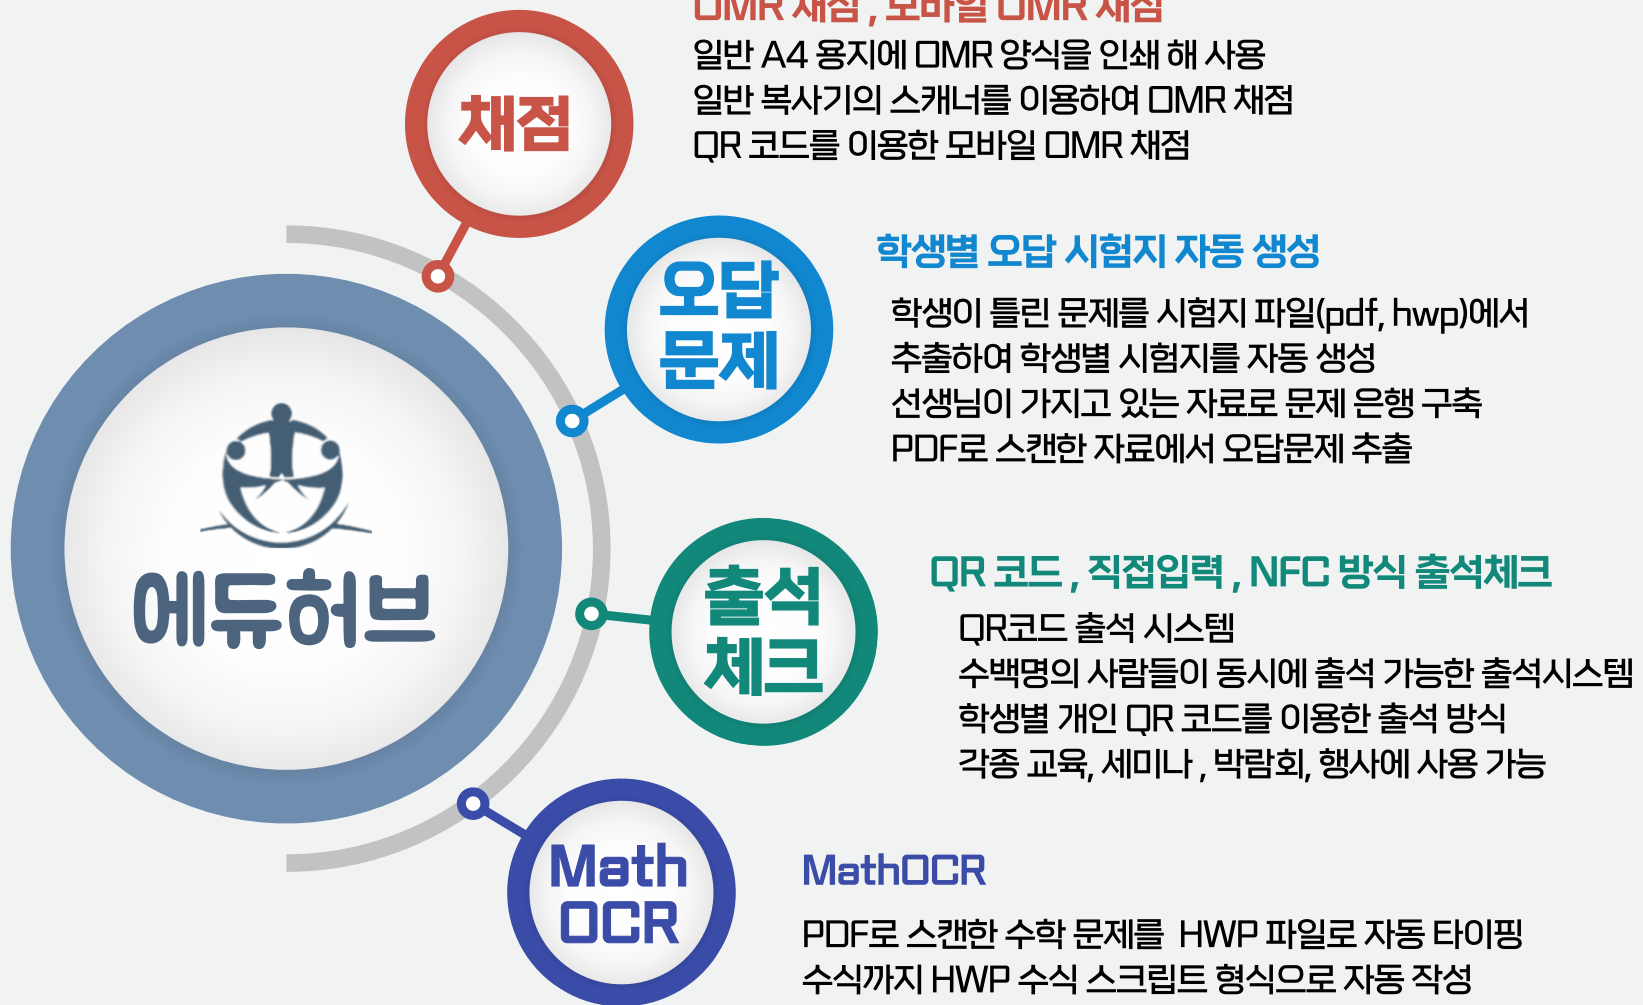 OMR 채점 , 모바일 OMR 채점
채점
일반 A4 용지에 OMR 양식을 인쇄 해 사용
일반 복사기의 스캐너를 이용하여 OMR 채점
QR 코드를 이용한 모바일 OMR 채점
오답
문제
학생별 오답 시험지 자동 생성
학생이 틀린 문제를 시험지 파일(pdf, hwp)에서
추출하여 학생별 시험지를 자동 생성
선생님이 가지고 있는 자료로 문제 은행 구축
PDF로 스캔한 자료에서 오답문제 추출
에듀허브
출석
체크
QR 코드 , 직접입력 , NFC 방식 출석체크
QR코드 출석 시스템
수백명의 사람들이 동시에 출석 가능한 출석시스템
학생별 개인 QR 코드를 이용한 출석 방식
각종 교육, 세미나 , 박람회, 행사에 사용 가능
Math
OCR
MathOCR
PDF로 스캔한 수학 문제를 HWP 파일로 자동 타이핑
수식까지 HWP 수식 스크립트 형식으로 자동 작성